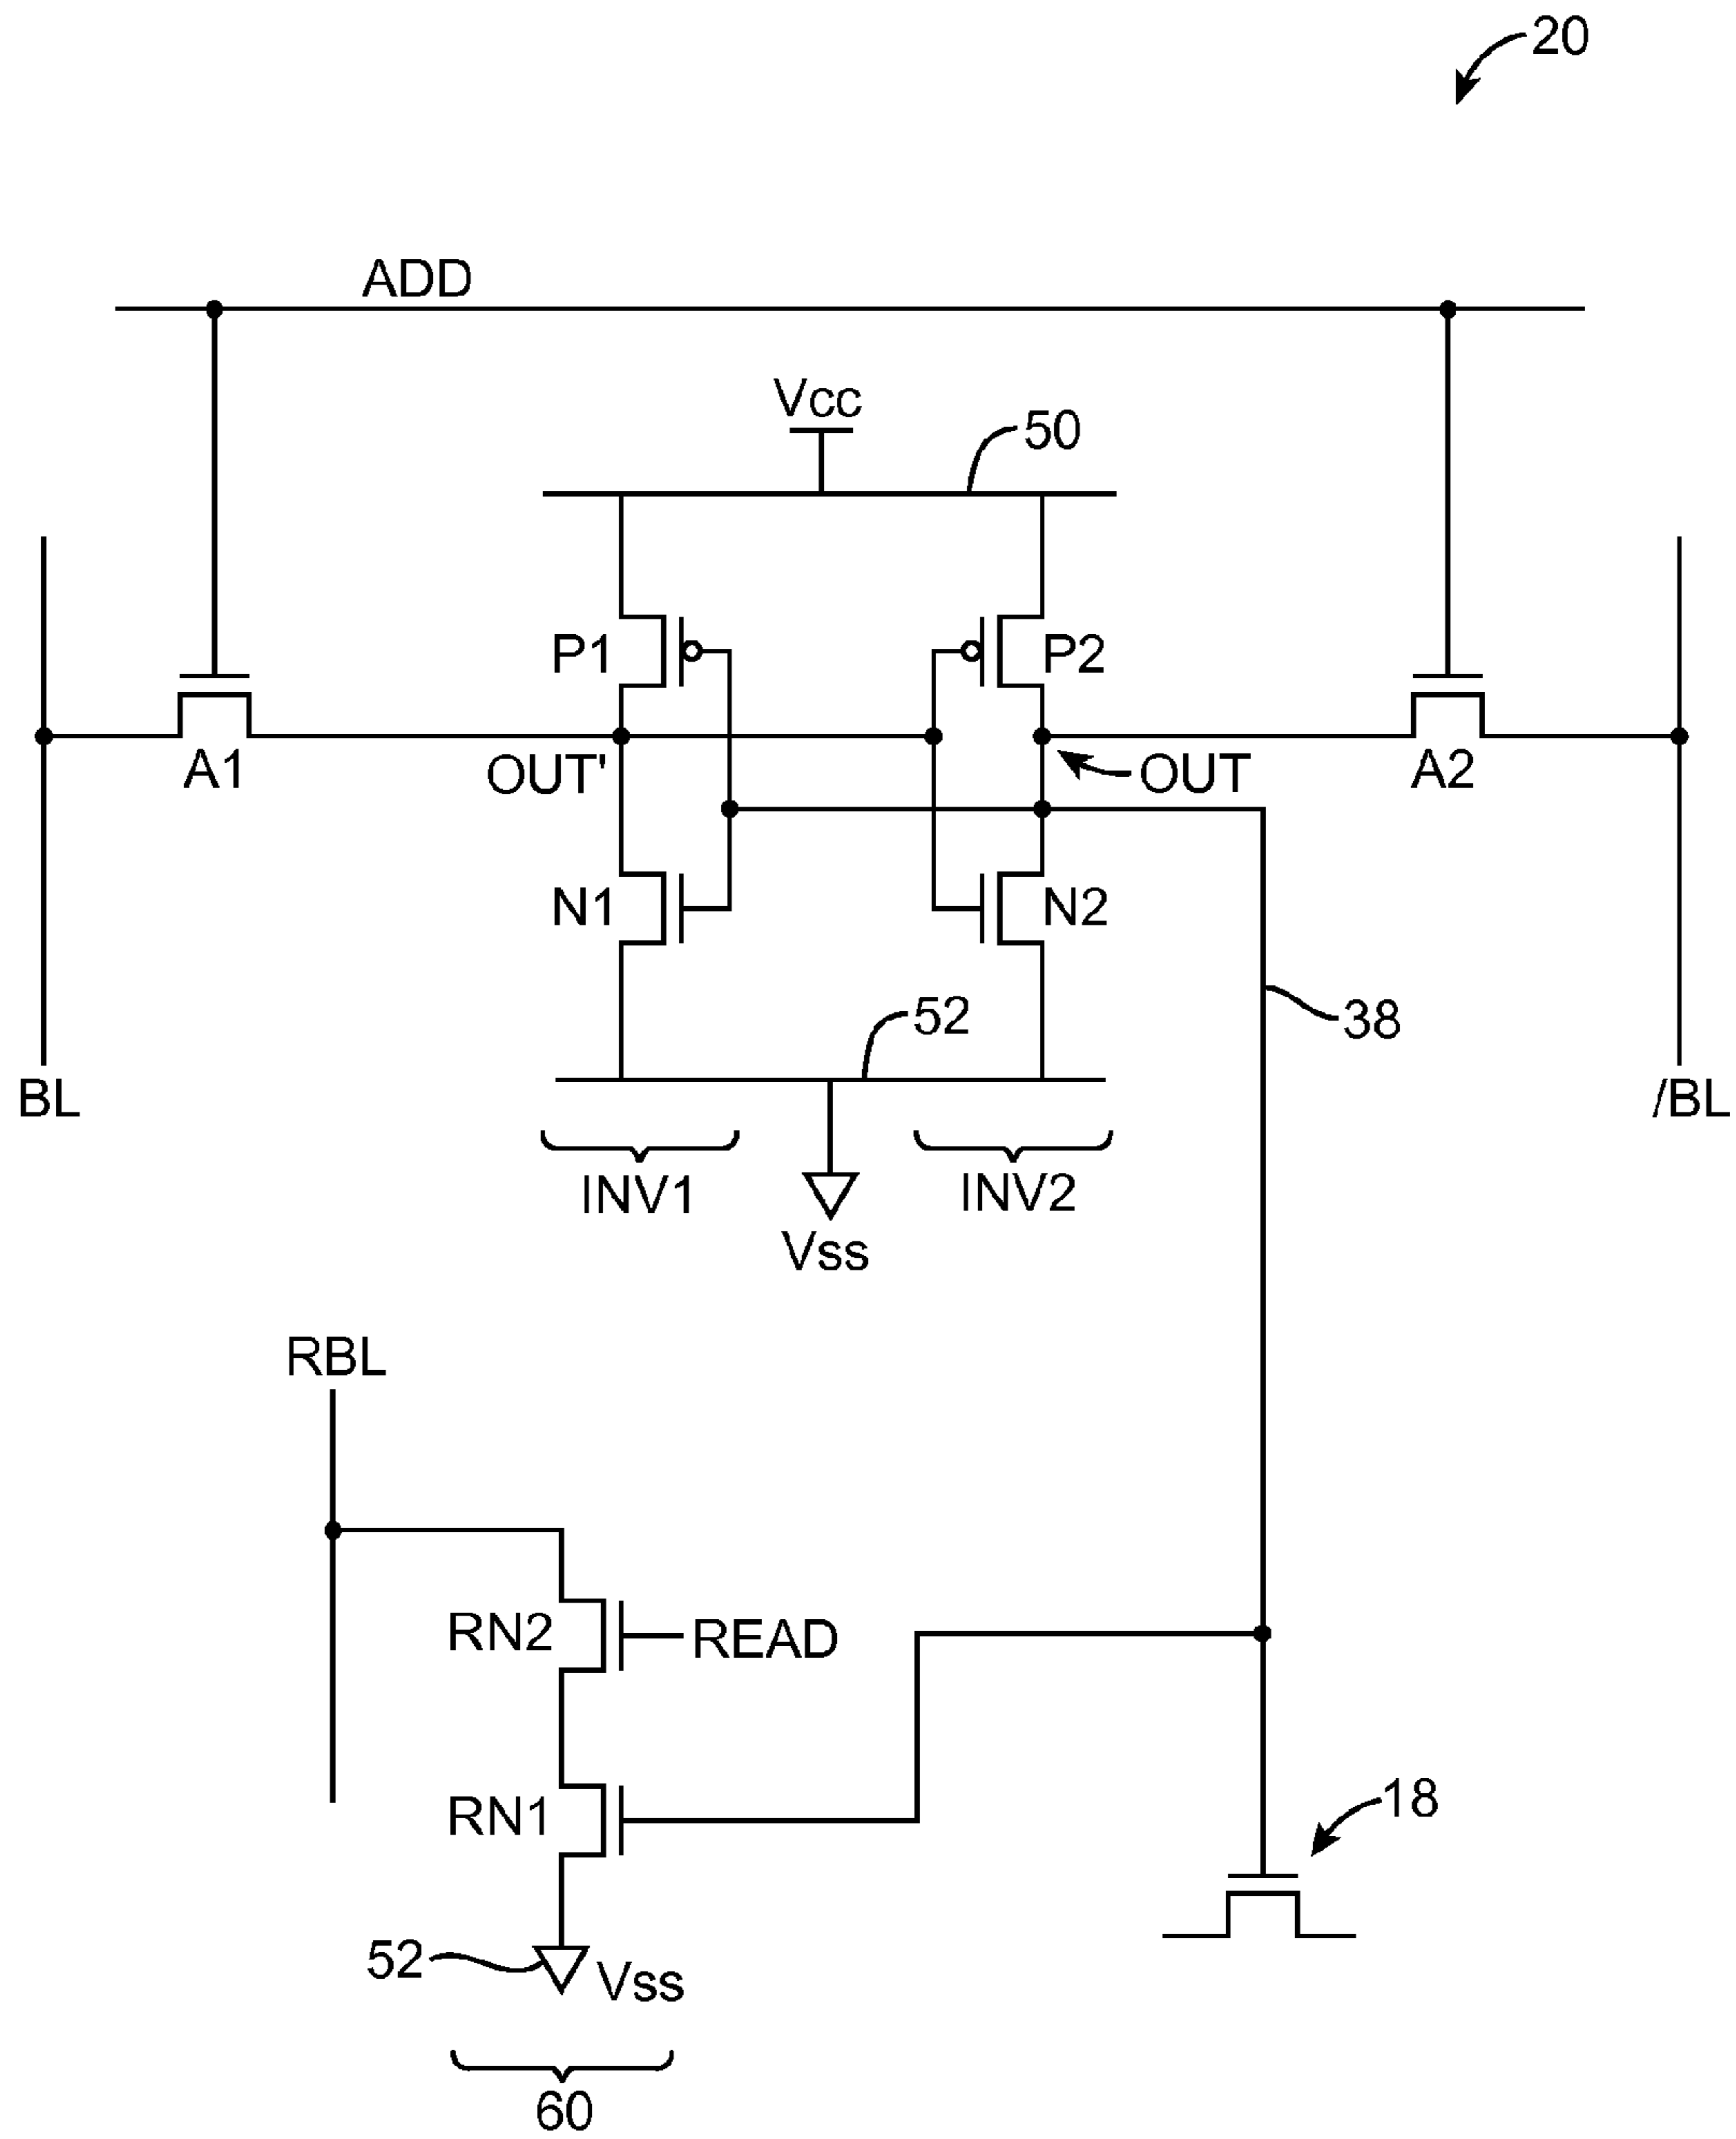 20
ADD
Vcc
50
P1
P2
A1
OUT'
OUT
A2
N1
N2
52
38
BL
/BL
INV1
INV2
Vss
RBL
RN2
READ
RN1
18
52
Vss
60